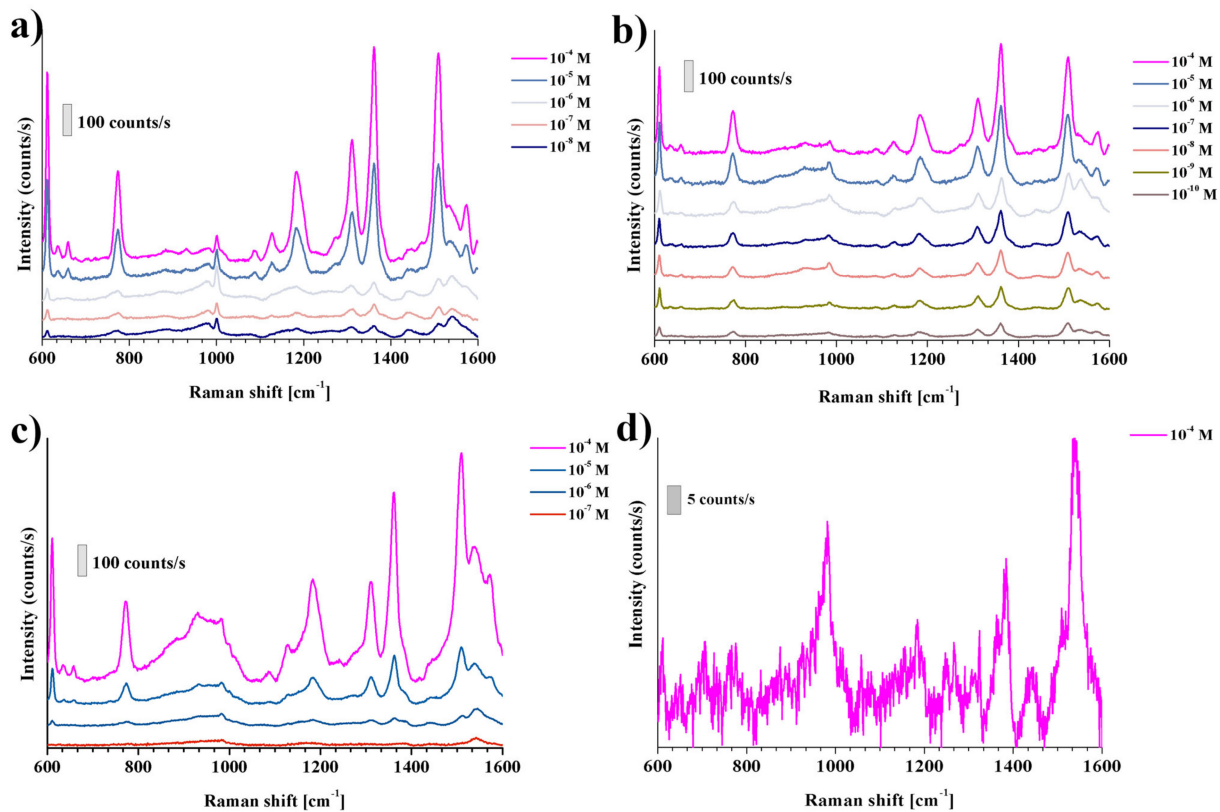 a)
Intensity (counts/s)
100 counts/s
10⁻⁴ M
10⁻⁵ M
10⁻⁶ M
10⁻⁷ M
10⁻⁸ M
600 800 1000 1200 1400 1600
Raman shift [cm⁻¹]
b)
Intensity (counts/s)
100 counts/s
10⁻⁴ M
10⁻⁵ M
10⁻⁶ M
10⁻⁷ M
10⁻⁸ M
10⁻⁹ M
10⁻¹⁰ M
600 800 1000 1200 1400 1600
Raman shift [cm⁻¹]
c)
Intensity (counts/s)
100 counts/s
10⁻⁴ M
10⁻⁵ M
10⁻⁶ M
10⁻⁷ M
600 800 1000 1200 1400 1600
Raman shift [cm⁻¹]
d)
Intensity (counts/s)
5 counts/s
10⁻⁴ M
600 800 1000 1200 1400 1600
Raman shift [cm⁻¹]